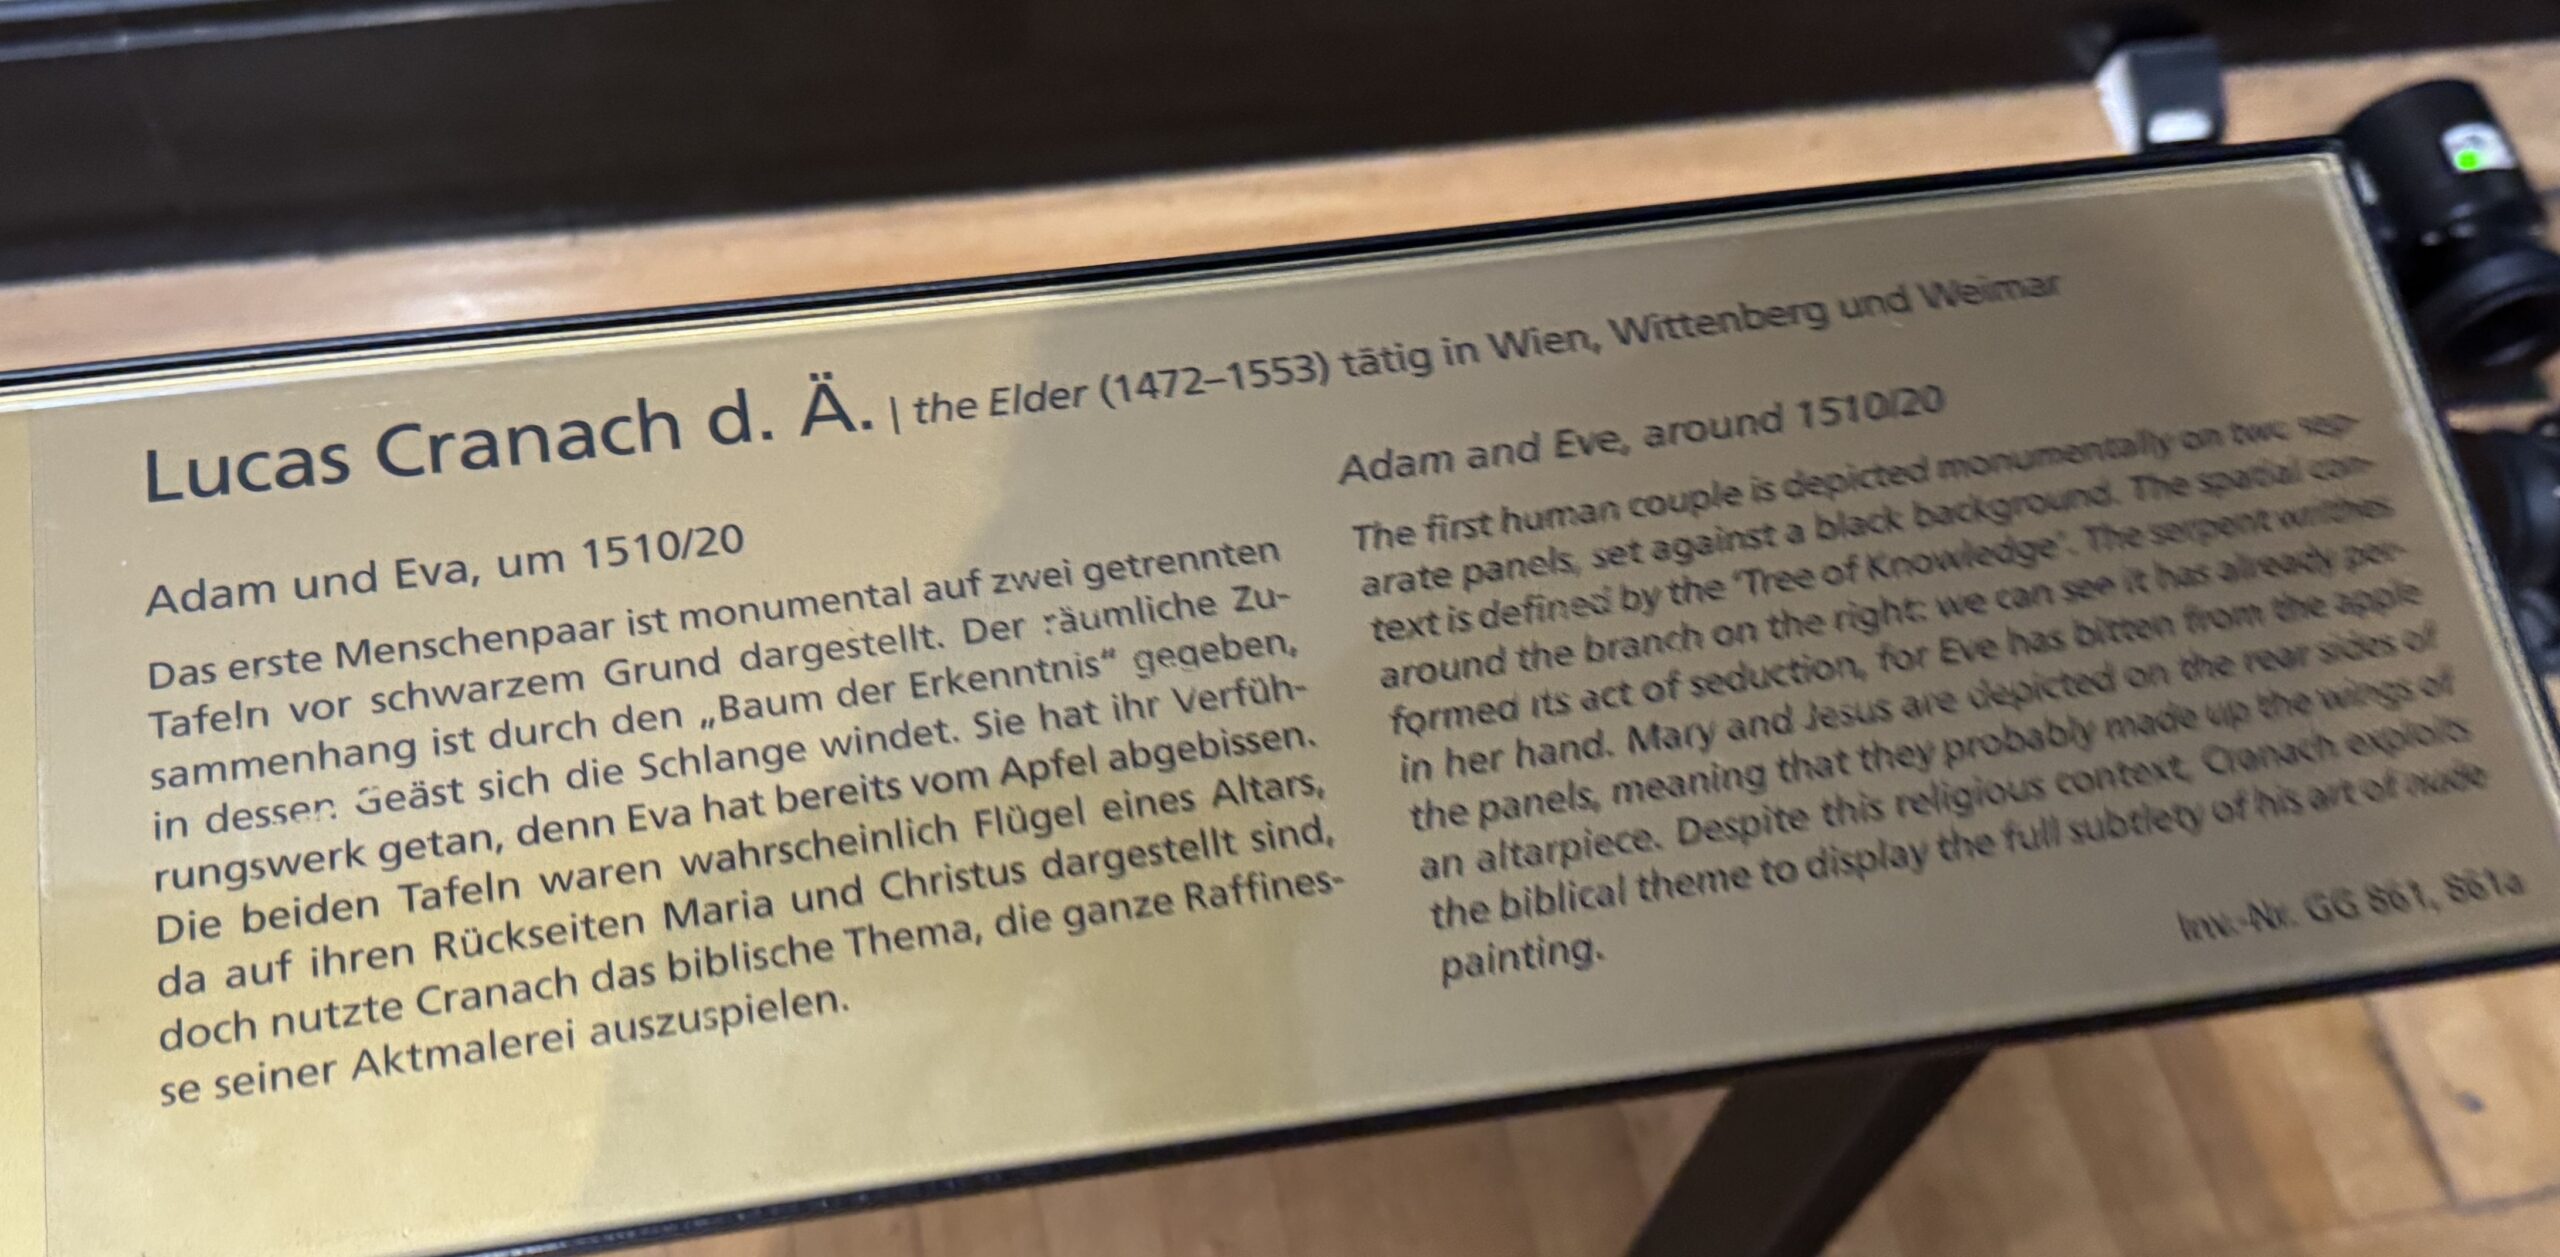 Lucas Cranach d. Ä. | the Elder (1472–1553) tätig in Wien, Wittenberg und Weimar
Adam und Eva, um 1510/20
Das erste Menschenpaar ist monumental auf zwei getrennten
Tafeln vor schwarzem Grund dargestellt. Der räumliche Zu-
sammenhang ist durch den „Baum der Erkenntnis“ gegeben,
in dessen Geäst sich die Schlange windet. Sie hat ihr Verfüh-
rungswerk getan, denn Eva hat bereits vom Apfel abgebissen.
Die beiden Tafeln waren wahrscheinlich Flügel eines Altars,
da auf ihren Rückseiten Maria und Christus dargestellt sind,
doch nutzte Cranach das biblische Thema, die ganze Raffines-
se seiner Aktmalerei auszuspielen.
Adam and Eve, around 1510/20
The first human couple is depicted monumentally on two sep-
arate panels, set against a black background. The spatial con-
text is defined by the ‘Tree of Knowledge’. The serpent writhes
around the branch on the right: we can see it has already per-
formed its act of seduction, for Eve has bitten from the apple
in her hand. Mary and Jesus are depicted on the rear sides of
the panels, meaning that they probably made up the wings of
an altarpiece. Despite this religious context, Cranach exploits
the biblical theme to display the full subtlety of his art of nude
painting.
Inv.-Nr. GG 861, 861a